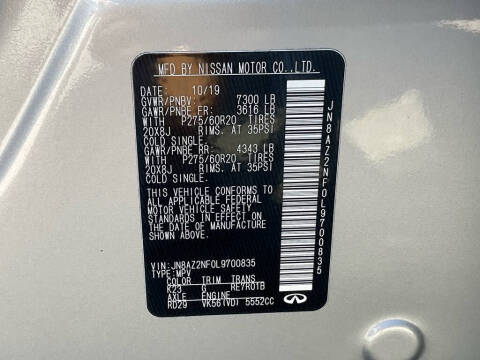 MFD BY NISSAN MOTOR CO.,LTD.
DATE: 10/19
GVWR/PNBV: 7300 LB
GAWR/PNBE FR: 3616 LB
WITH P275/60R20 TIRES
20X8J RIMS. AT 35PSI
COLD SINGLE.
GAWR/PNBE RR: 4343 LB
WITH P275/60R20 TIRES
20X8J RIMS. AT 35PSI
COLD SINGLE.
THIS VEHICLE CONFORMS TO
ALL APPLICABLE FEDERAL
MOTOR VEHICLE SAFETY
STANDARDS IN EFFECT ON
THE DATE OF MANUFACTURE
SHOWN ABOVE.
VIN: JN8AZ2NF0L9700835
TYPE: MPV
COLOR TRIM TRANS
K23 G RE7R01B
AXLE ENGINE
RD29 VK56(VD) 5552CC
JN8AZ2NF0L9700835